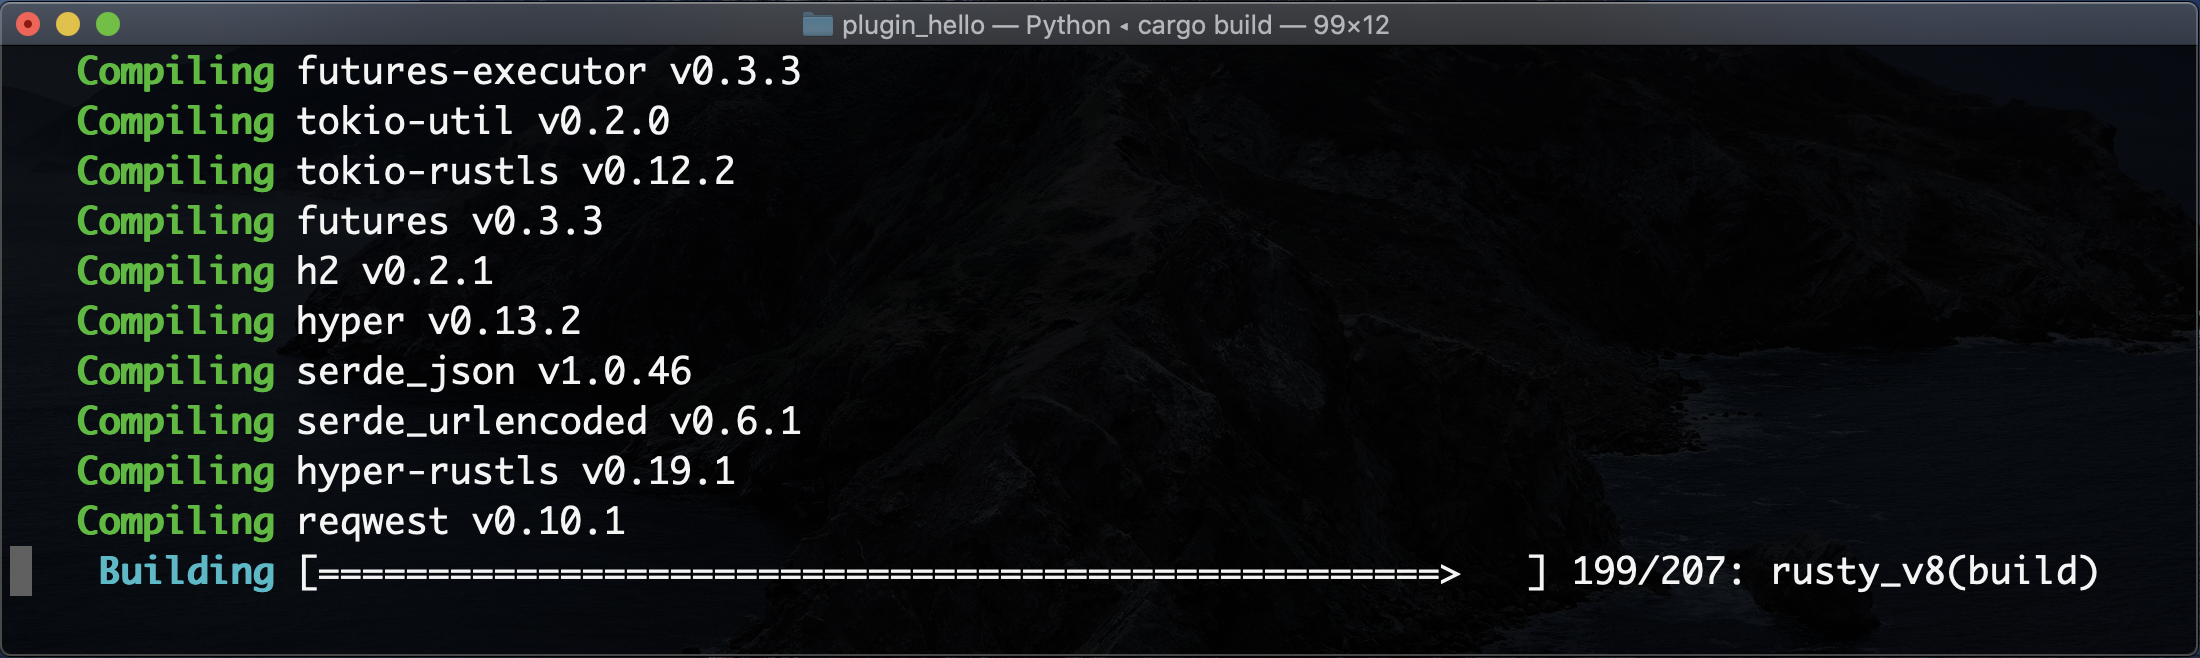 plugin_hello — Python ◂ cargo build — 99×12
Compiling futures-executor v0.3.3
Compiling tokio-util v0.2.0
Compiling tokio-rustls v0.12.2
Compiling futures v0.3.3
Compiling h2 v0.2.1
Compiling hyper v0.13.2
Compiling serde_json v1.0.46
Compiling serde_urlencoded v0.6.1
Compiling hyper-rustls v0.19.1
Compiling reqwest v0.10.1
Building [===================================================>   ] 199/207: rusty_v8(build)